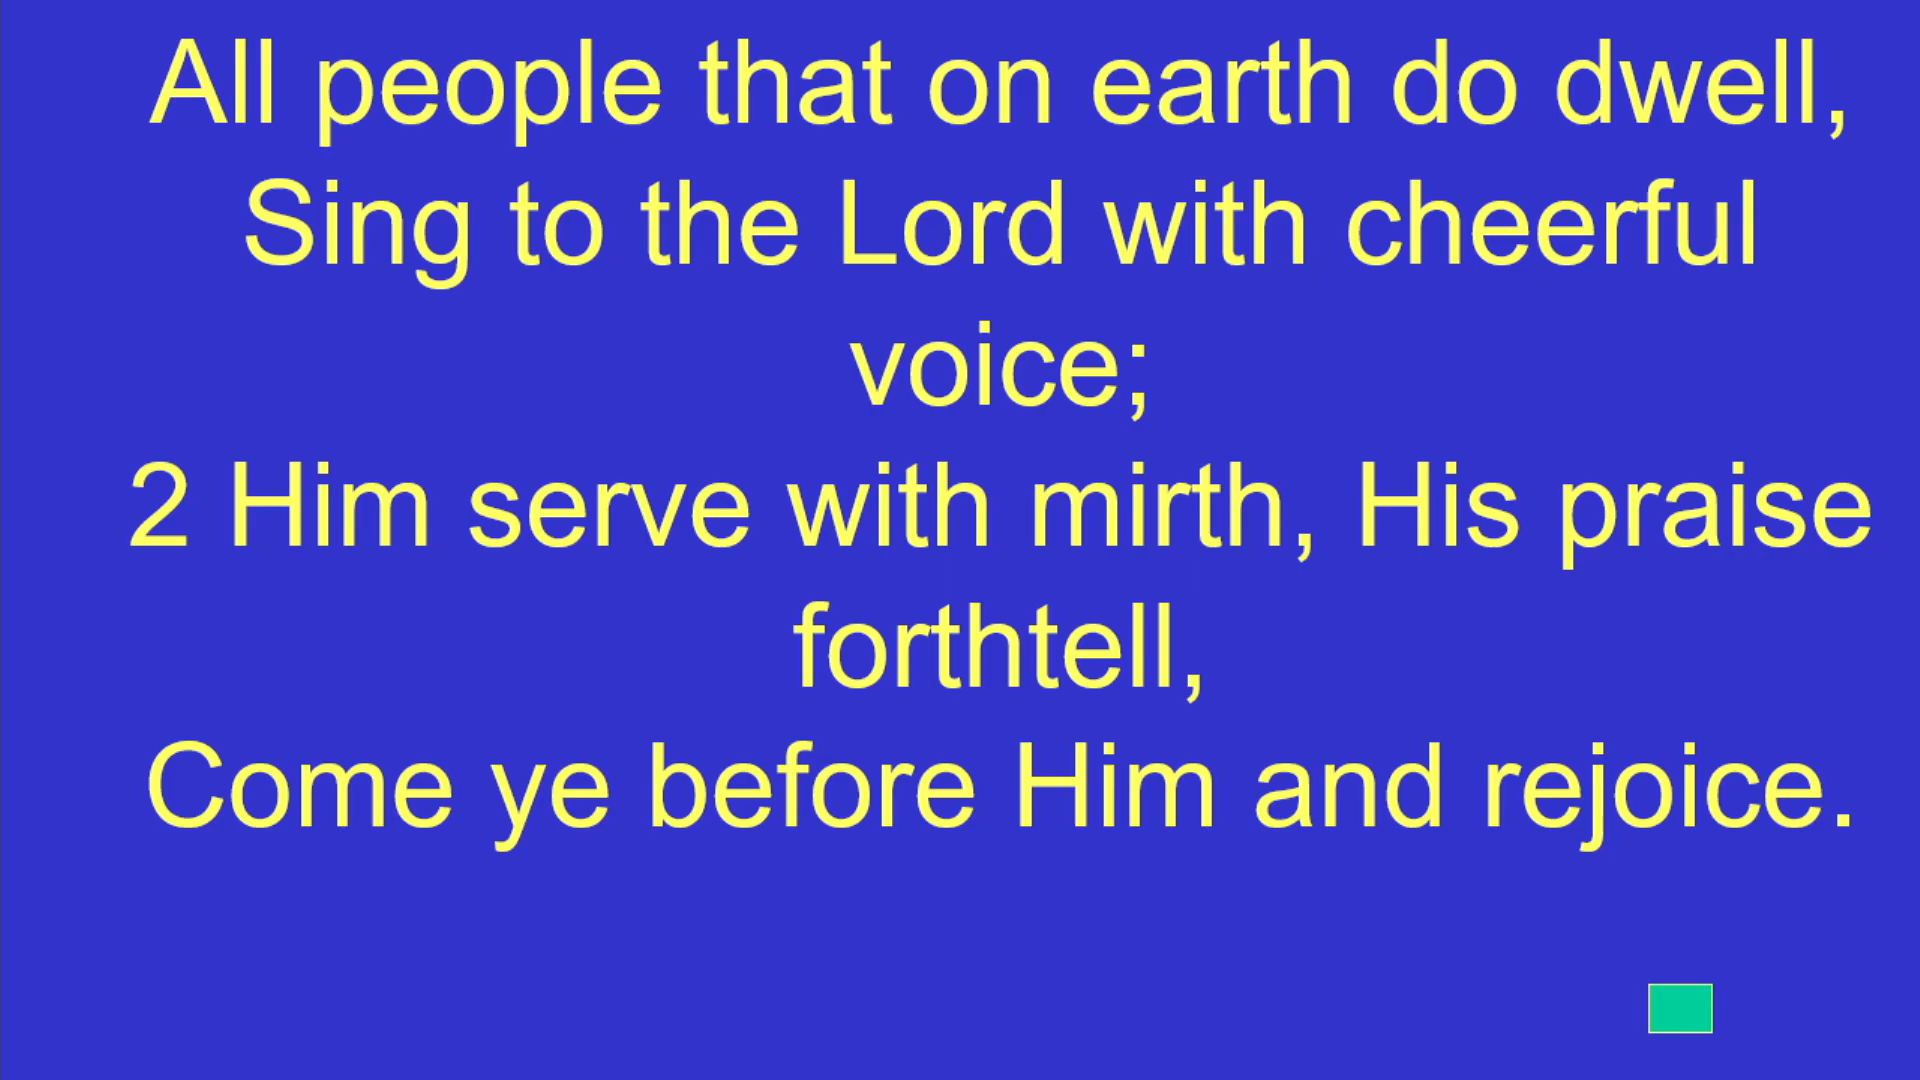 All people that on earth do dwell,
Sing to the Lord with cheerful
voice;
2 Him serve with mirth, His praise
forthtell,
Come ye before Him and rejoice.